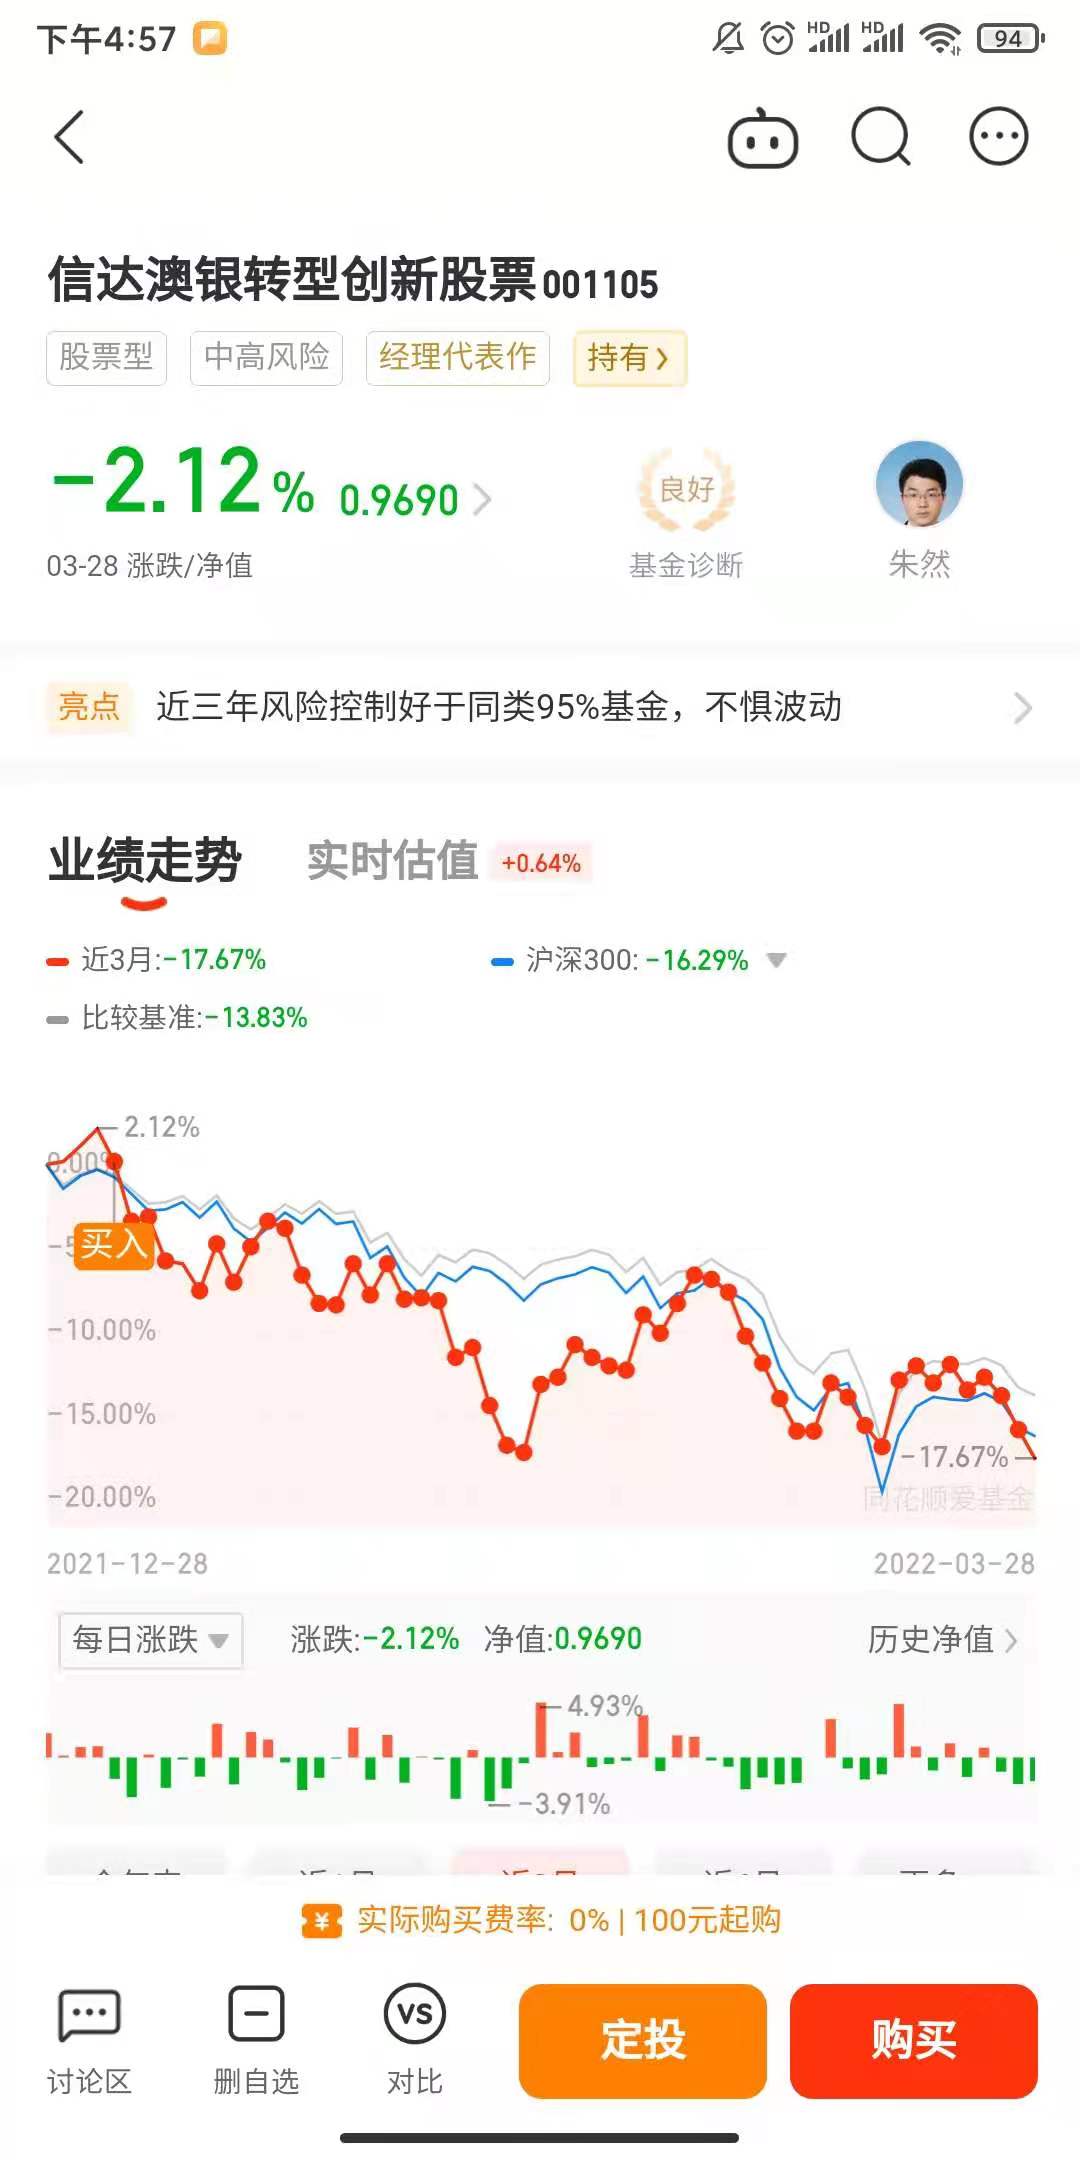 下午4:57
HD HD 94
信达澳银转型创新股票001105
股票型 中高风险 经理代表作 持有
-2.12% 0.9690 良好
03-28 涨跌/净值 基金诊断 朱然
亮点 近三年风险控制好于同类95%基金，不惧波动
业绩走势 实时估值 +0.64%
近3月:-17.67% 沪深300:-16.29%
比较基准:-13.83%
2.12%
0.00%
买入
-10.00%
-15.00%
-17.67%
-20.00% 同花顺爱基金
2021-12-28 2022-03-28
每日涨跌 涨跌:-2.12% 净值:0.9690 历史净值
4.93%
-3.91%
¥ 实际购买费率: 0% | 100元起购
VS
讨论区 删自选 对比 定投 购买